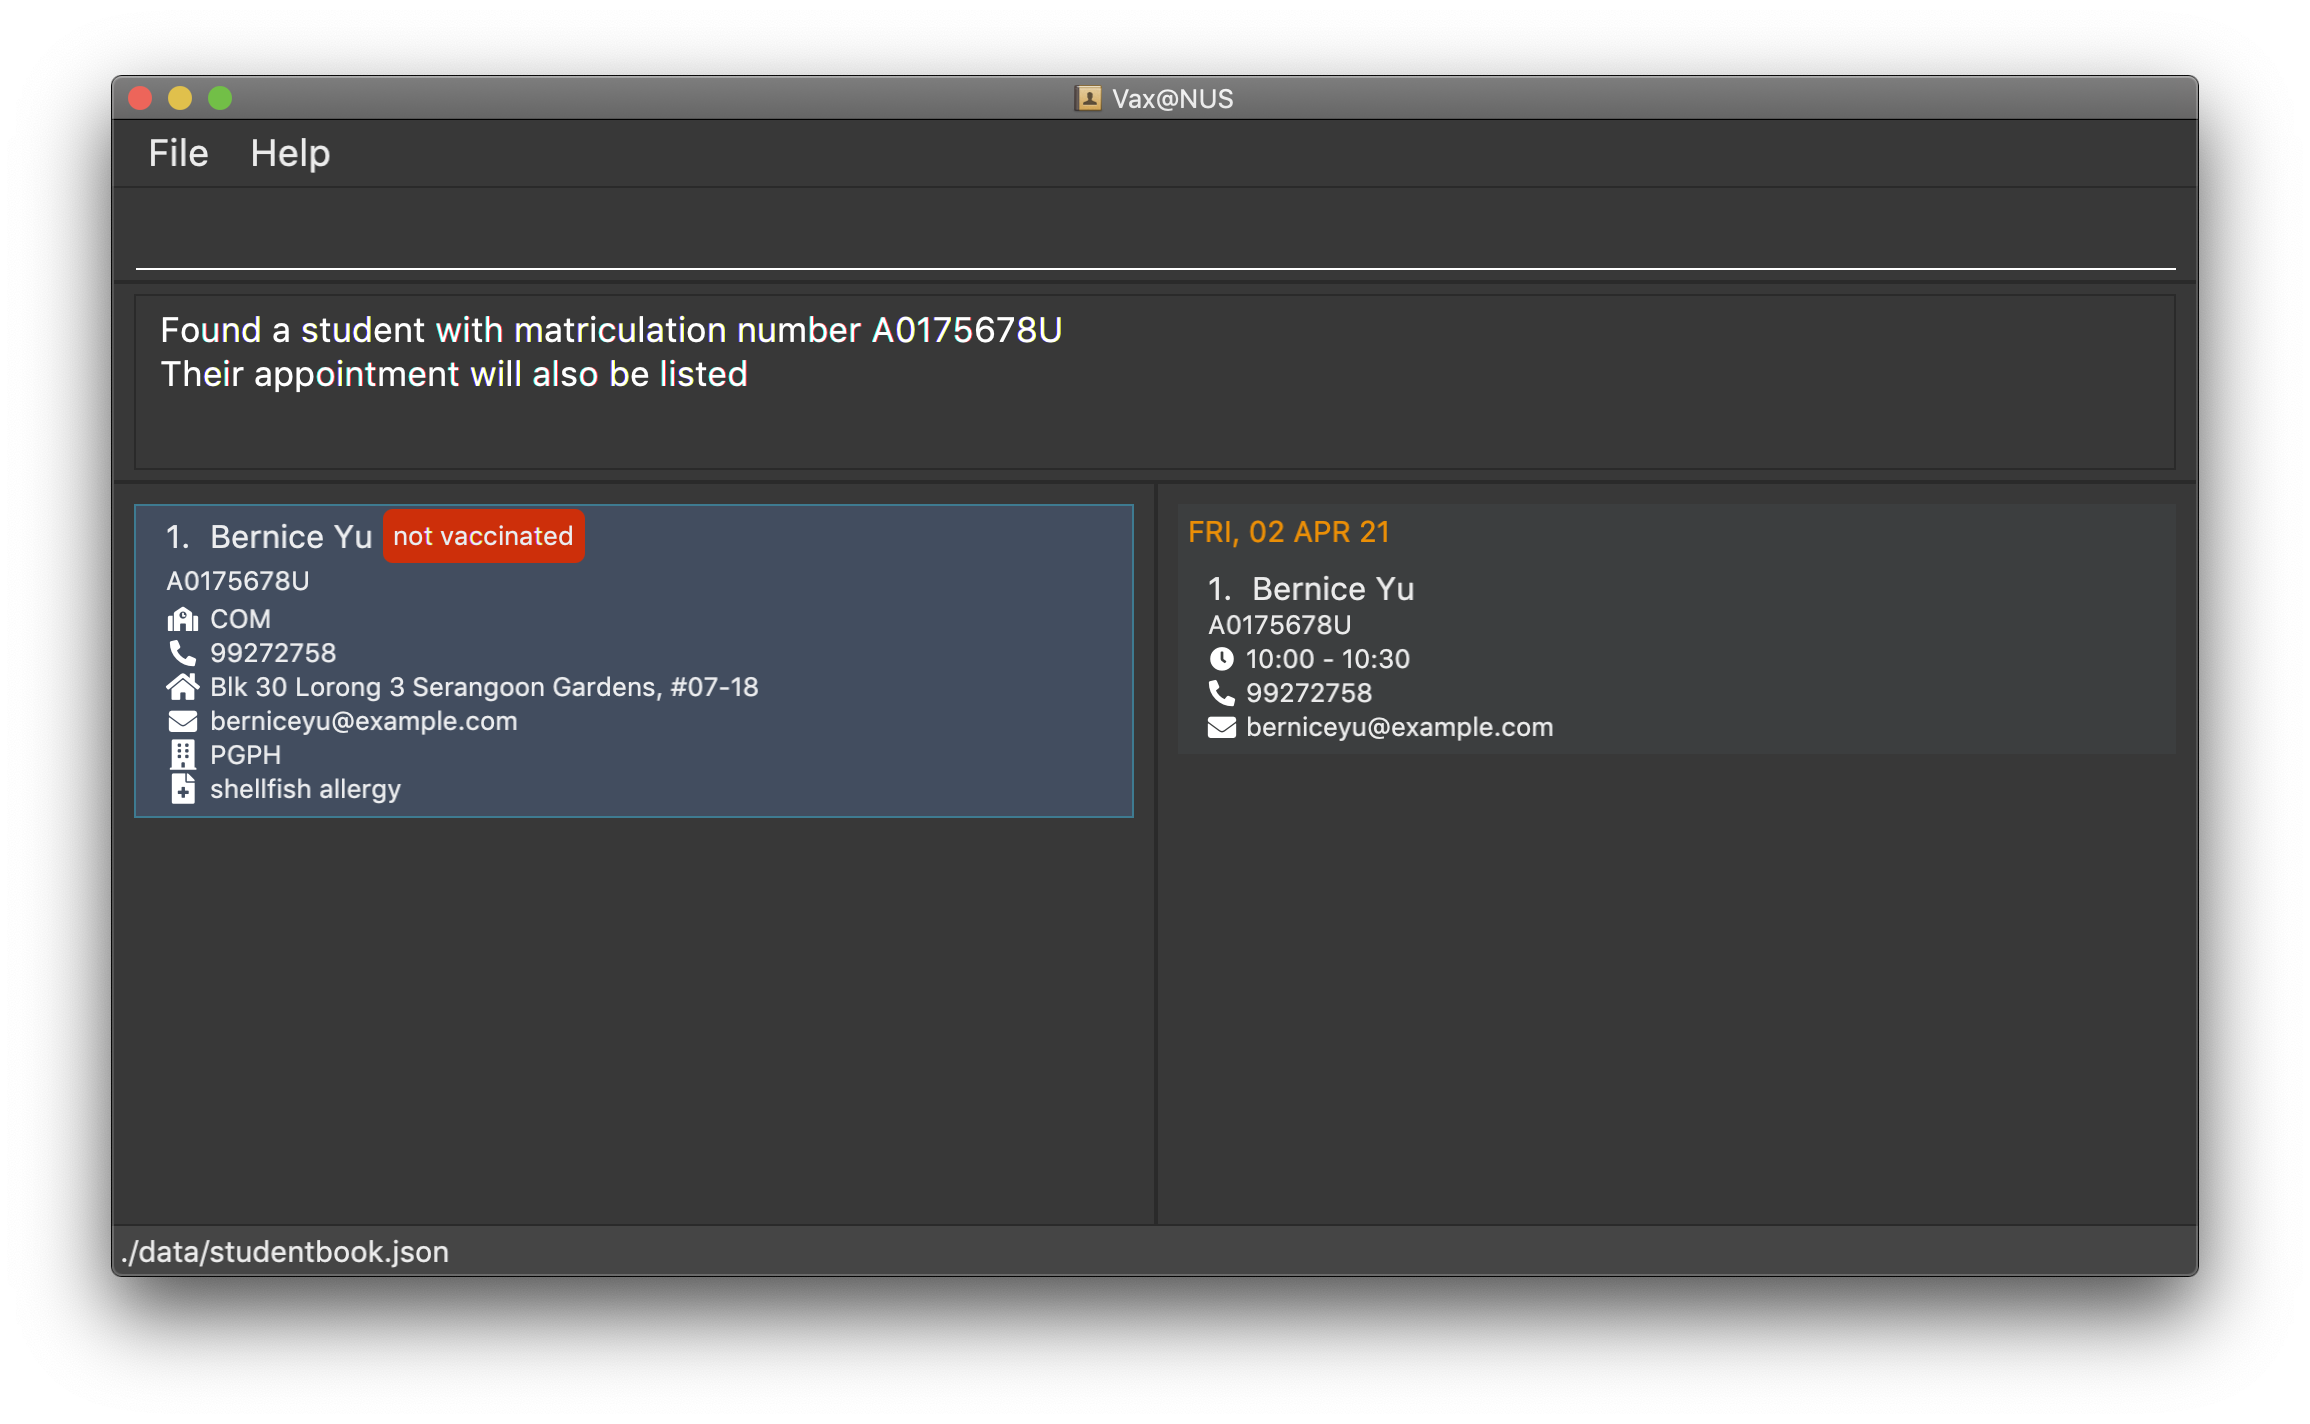 Vax@NUS
File Help
Found a student with matriculation number A0175678U
Their appointment will also be listed
1. Bernice Yu not vaccinated
A0175678U
COM
99272758
Blk 30 Lorong 3 Serangoon Gardens, #07-18
berniceyu@example.com
PGPH
shellfish allergy
FRI, 02 APR 21
1. Bernice Yu
A0175678U
10:00 - 10:30
99272758
berniceyu@example.com
./data/studentbook.json